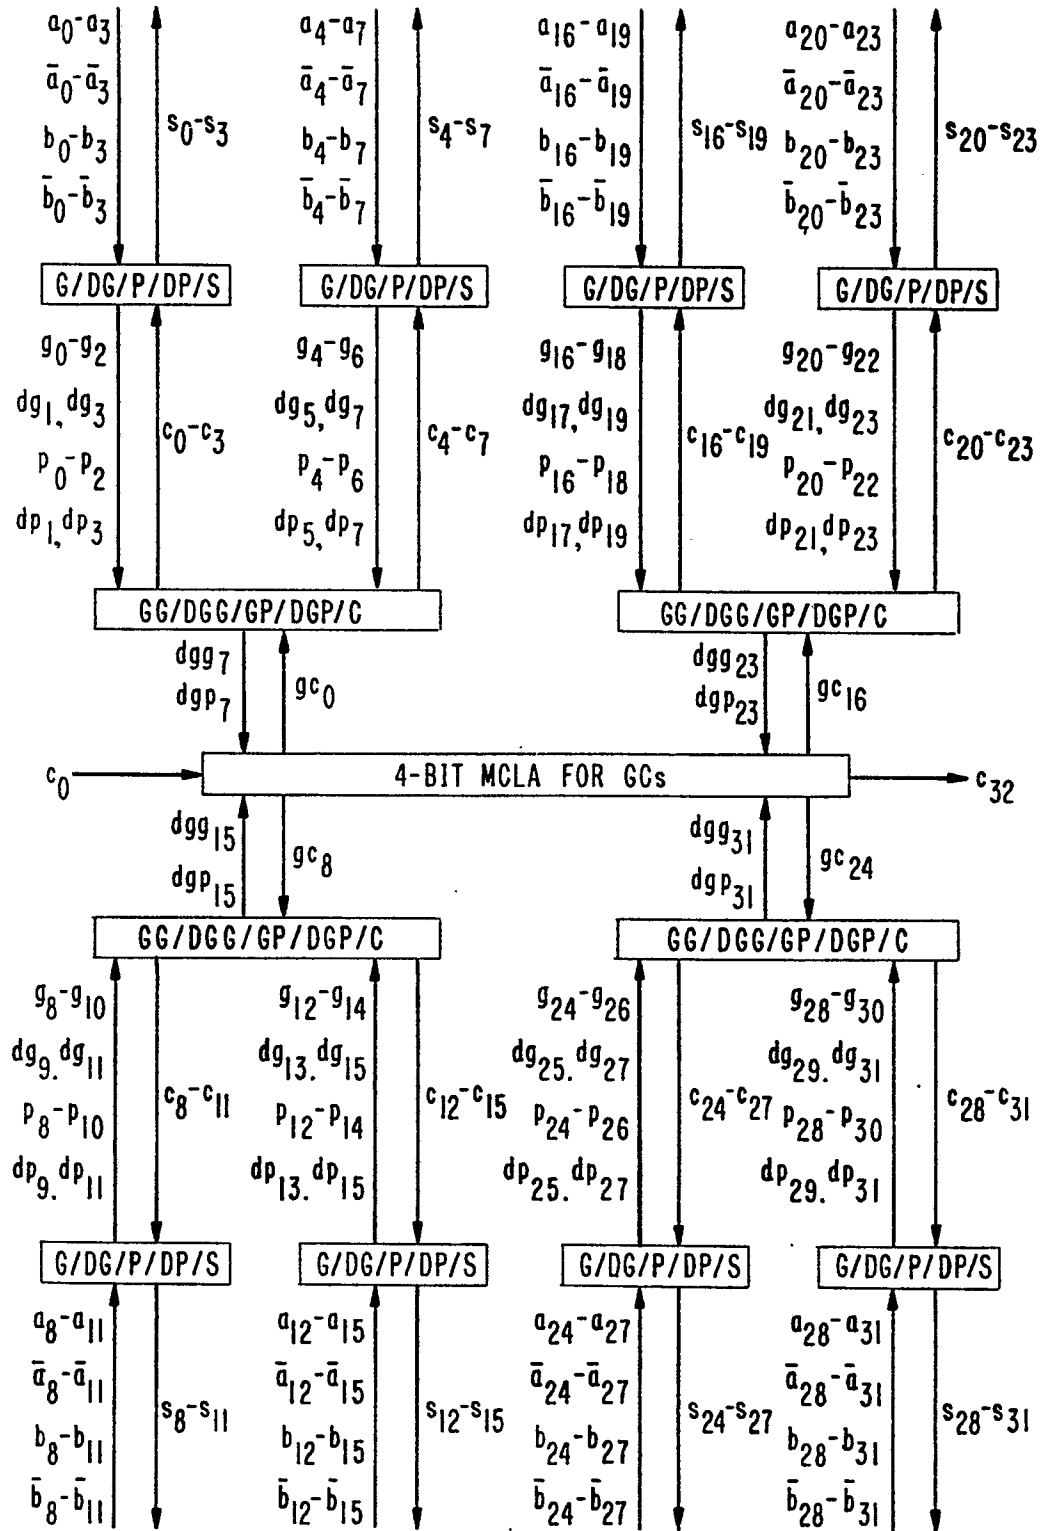 a0-a3 a4-a7 a16-a19 a20-a23
ā0-ā3 ā4-ā7 ā16-ā19 ā20-ā23
s0-s3 s4-s7 s16-s19 s20-s23
b0-b3 b4-b7 b16-b19 b20-b23
b̄0-b̄3 b̄4-b̄7 b̄16-b̄19 b̄20-b̄23
G/DG/P/DP/S G/DG/P/DP/S G/DG/P/DP/S G/DG/P/DP/S
g0-g2 g4-g6 g16-g18 g20-g22
dg1,dg3 dg5,dg7 dg17,dg19 dg21,dg23
c0-c3 c4-c7 c16-c19 c20-c23
p0-p2 p4-p6 p16-p18 p20-p22
dp1,dp3 dp5,dp7 dp17,dp19 dp21,dp23
GG/DGG/GP/DGP/C GG/DGG/GP/DGP/C
dgg7 dgg23
gc0 gc16
dgp7 dgp23
c0 4-BIT MCLA FOR GCs c32
dgg15 dgg31
gc8 gc24
dgp15 dgp31
GG/DGG/GP/DGP/C GG/DGG/GP/DGP/C
g8-g10 g12-g14 g24-g26 g28-g30
dg9.dg11 dg13.dg15 dg25.dg27 dg29.dg31
c8-c11 c12-c15 c24-c27 c28-c31
p8-p10 p12-p14 p24-p26 p28-p30
dp9.dp11 dp13.dp15 dp25.dp27 dp29.dp31
G/DG/P/DP/S G/DG/P/DP/S G/DG/P/DP/S G/DG/P/DP/S
a8-a11 a12-a15 a24-a27 a28-a31
ā8-ā11 ā12-ā15 ā24-ā27 ā28-ā31
s8-s11 s12-s15 s24-s27 s28-s31
b8-b11 b12-b15 b24-b27 b28-b31
b̄8-b̄11 b̄12-b̄15 b̄24-b̄27 b̄28-b̄31